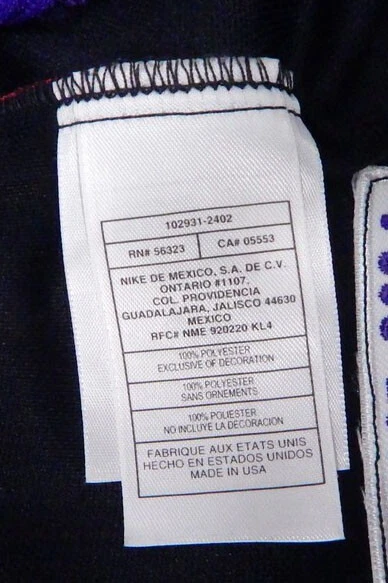 102931-2402
RN# 56323 CA# 05553
NIKE DE MEXICO, S.A. DE C.V.
ONTARIO #1107,
COL. PROVIDENCIA
GUADALAJARA, JALISCO 44630
MEXICO
RFC# NME 920220 KL4
100% POLYESTER
EXCLUSIVE OF DECORATION
100% POLYESTER
SANS ORNEMENTS
100% POLIESTER
NO INCLUYE LA DECORACION
FABRIQUE AUX ETATS UNIS
HECHO EN ESTADOS UNIDOS
MADE IN USA